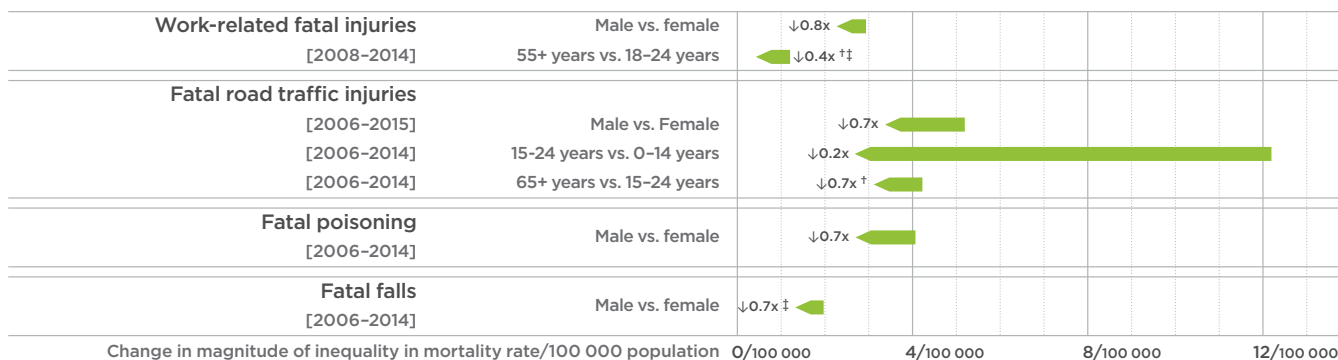 Work-related fatal injuries Male vs. female ↓0.8x
[2008–2014] 55+ years vs. 18–24 years ↓0.4x †‡
Fatal road traffic injuries
[2006–2015] Male vs. Female ↓0.7x
[2006–2014] 15-24 years vs. 0–14 years ↓0.2x
[2006–2014] 65+ years vs. 15–24 years ↓0.7x †
Fatal poisoning Male vs. female ↓0.7x
[2006–2014]
Fatal falls Male vs. female ↓0.7x ‡
[2006–2014]
Change in magnitude of inequality in mortality rate/100 000 population 0/100 000 4/100 000 8/100 000 12/100 000